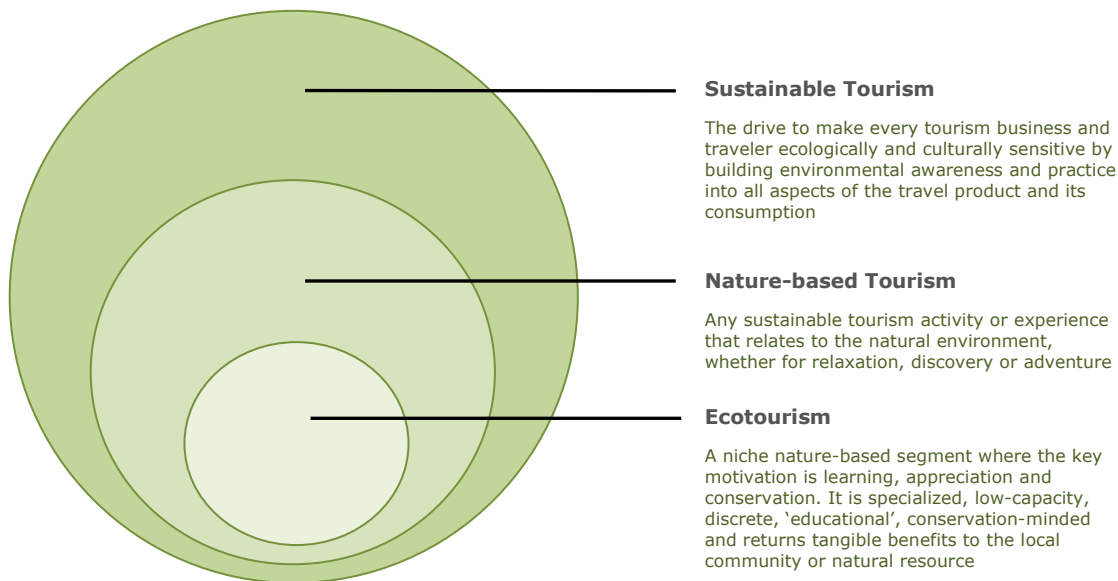 Sustainable Tourism
The drive to make every tourism business and
traveler ecologically and culturally sensitive by
building environmental awareness and practice
into all aspects of the travel product and its
consumption
Nature-based Tourism
Any sustainable tourism activity or experience
that relates to the natural environment,
whether for relaxation, discovery or adventure
Ecotourism
A niche nature-based segment where the key
motivation is learning, appreciation and
conservation. It is specialized, low-capacity,
discrete, ‘educational’, conservation-minded
and returns tangible benefits to the local
community or natural resource